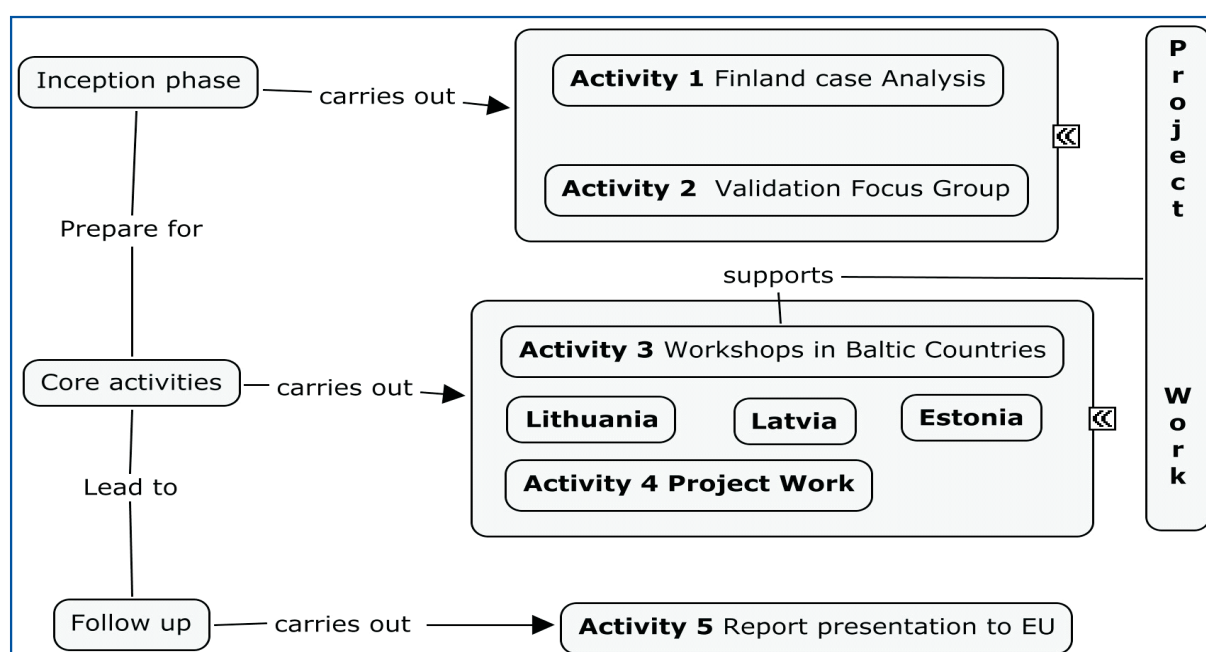 Inception phase
carries out
Activity 1 Finland case Analysis
Activity 2 Validation Focus Group
Project Work
Prepare for
supports
Core activities
carries out
Activity 3 Workshops in Baltic Countries
Lithuania
Latvia
Estonia
Activity 4 Project Work
Lead to
Follow up
carries out
Activity 5 Report presentation to EU